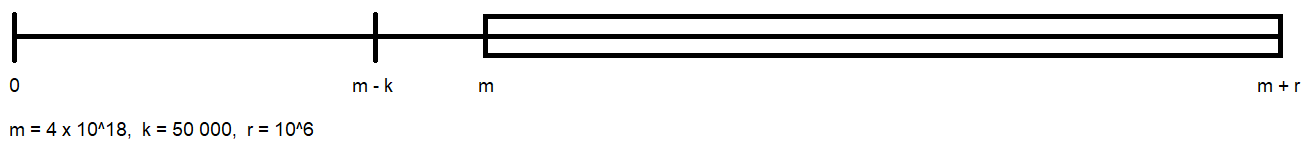 0 m - k m m + r
m = 4 x 10^18, k = 50 000, r = 10^6